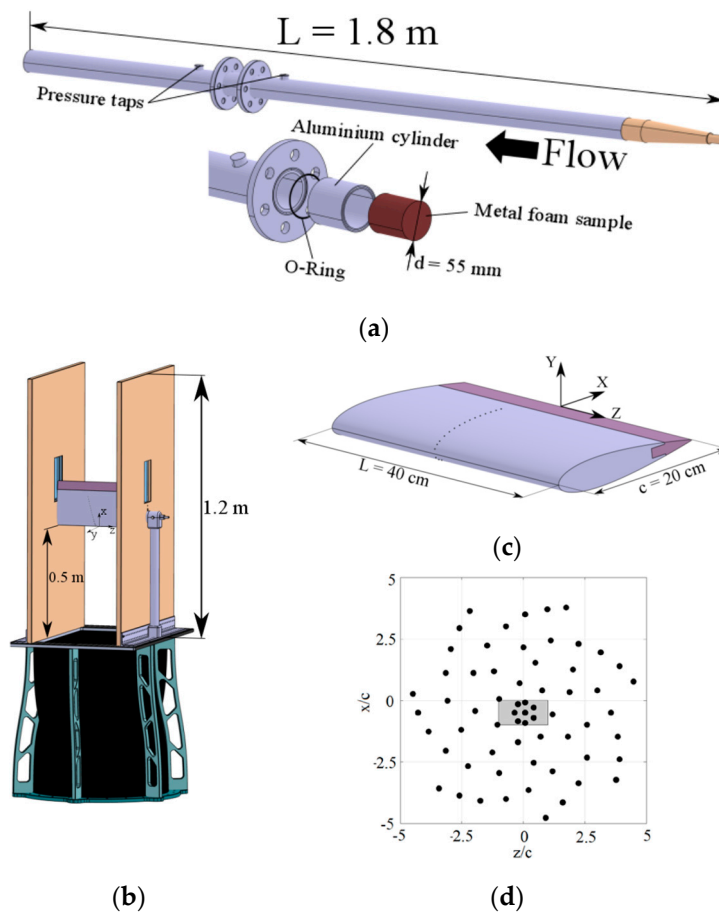 L = 1.8 m
Pressure taps
Aluminium cylinder
Flow
Metal foam sample
O-Ring
d = 55 mm
(a)
1.2 m
0.5 m
x
y
z
(b)
Y
X
Z
L = 40 cm
c = 20 cm
(c)
5
2.5
0
-2.5
-5
x/c
-5
-2.5
0
2.5
5
z/c
(d)